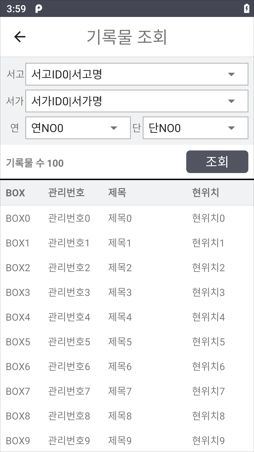 3:59
기록물 조회
서고 서고ID0|서고명
서가 서가ID0|서가명
연 연NO0 단 단NO0
기록물 수 100 조회
BOX 관리번호 제목 현위치
BOX0 관리번호0 제목0 현위치0
BOX1 관리번호1 제목1 현위치1
BOX2 관리번호2 제목2 현위치2
BOX3 관리번호3 제목3 현위치3
BOX4 관리번호4 제목4 현위치4
BOX5 관리번호5 제목5 현위치5
BOX6 관리번호6 제목6 현위치6
BOX7 관리번호7 제목7 현위치7
BOX8 관리번호8 제목8 현위치8
BOX9 관리번호9 제목9 현위치9